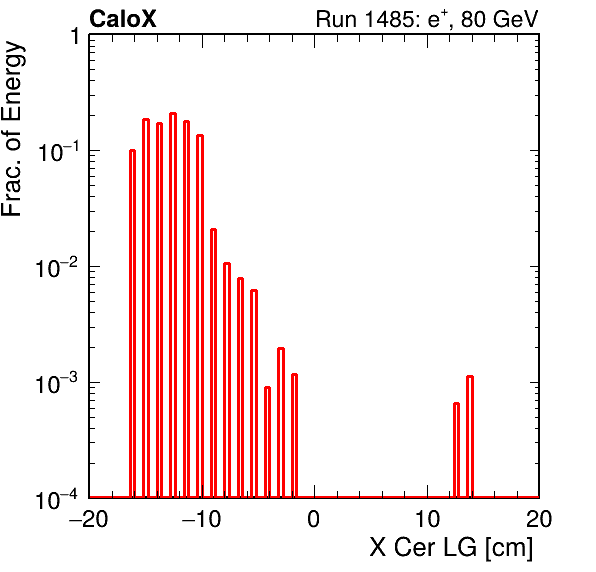 CaloX Run 1485: e⁺, 80 GeV
Frac. of Energy
1
10⁻¹
10⁻²
10⁻³
10⁻⁴
−20 −10 0 10 20
X Cer LG [cm]